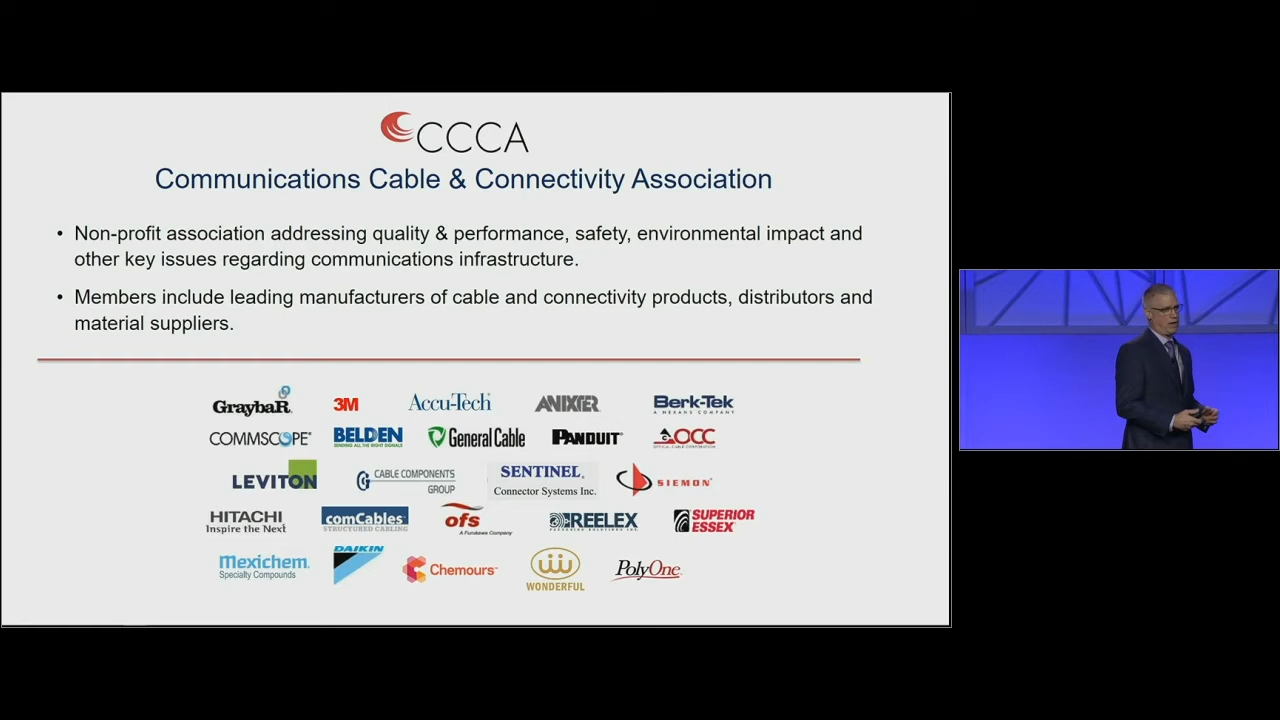 CCCA
Communications Cable & Connectivity Association
• Non-profit association addressing quality & performance, safety, environmental impact and
other key issues regarding communications infrastructure.
• Members include leading manufacturers of cable and connectivity products, distributors and
material suppliers.
GraybaR
3M
Accu-Tech
ANIXTER
Berk-Tek
A NEXANS COMPANY
COMMSCOPE®
BELDEN
SENDING ALL THE RIGHT SIGNALS
General Cable
PANDUIT
OCC
OPTICAL CABLE CORPORATION
LEVITON
CABLE COMPONENTS
GROUP
SENTINEL
Connector Systems Inc.
SIEMON
HITACHI
Inspire the Next
comCables
STRUCTURED CABLING
ofs
A Furukawa Company
REELEX
PACKAGING SOLUTIONS INC.
SUPERIOR
ESSEX
Mexichem
Specialty Compounds
DAIKIN
Chemours
WONDERFUL
PolyOne